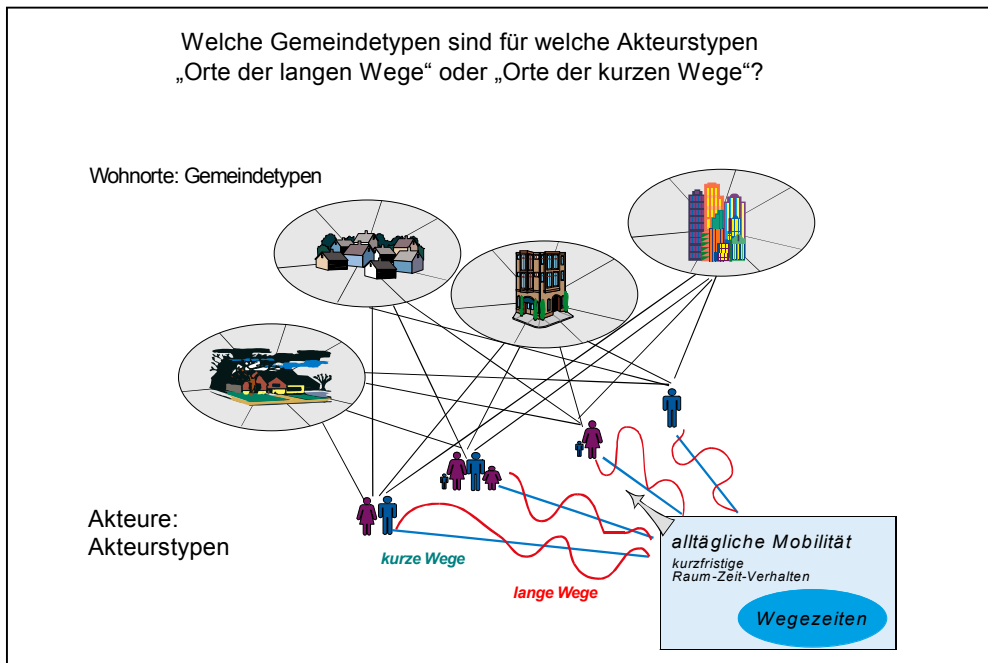 Welche Gemeindetypen sind für welche Akteurstypen
„Orte der langen Wege“ oder „Orte der kurzen Wege“?
Wohnorte: Gemeindetypen
Akteure:
Akteurstypen
kurze Wege
lange Wege
alltägliche Mobilität
kurzfristige
Raum-Zeit-Verhalten
Wegezeiten